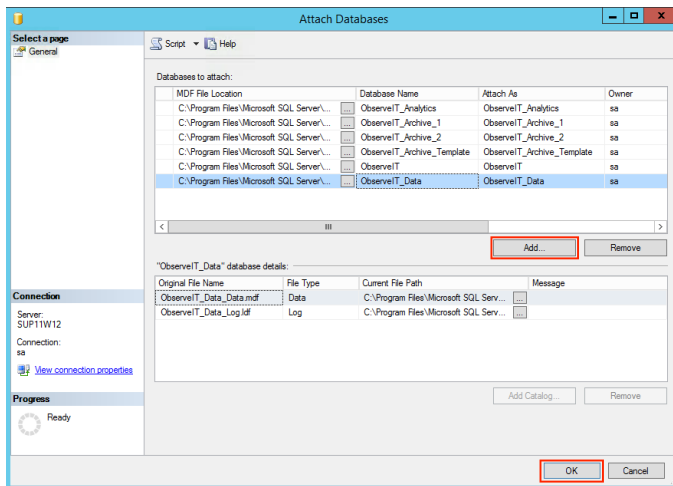 Attach Databases
Select a page
General
Script Help
Databases to attach:
MDF File Location Database Name Attach As Owner
C:\Program Files\Microsoft SQL Server\... ... ObserveIT_Analytics ObserveIT_Analytics sa
C:\Program Files\Microsoft SQL Server\... ... ObserveIT_Archive_1 ObserveIT_Archive_1 sa
C:\Program Files\Microsoft SQL Server\... ... ObserveIT_Archive_2 ObserveIT_Archive_2 sa
C:\Program Files\Microsoft SQL Server\... ... ObserveIT_Archive_Template ObserveIT_Archive_Template sa
C:\Program Files\Microsoft SQL Server\... ... ObserveIT ObserveIT sa
C:\Program Files\Microsoft SQL Server\... ... ObserveIT_Data ObserveIT_Data sa
Add... Remove
"ObserveIT_Data" database details:
Original File Name File Type Current File Path Message
ObserveIT_Data_Data.mdf Data C:\Program Files\Microsoft SQL Serv... ...
ObserveIT_Data_Log.ldf Log C:\Program Files\Microsoft SQL Serv... ...
Add Catalog... Remove
Connection
Server:
SUP11W12
Connection:
sa
View connection properties
Progress
Ready
OK Cancel